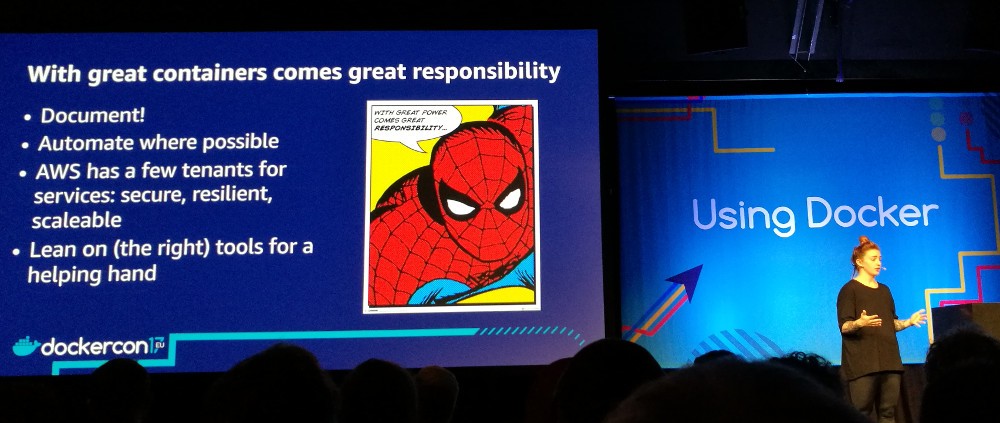 With great containers comes great responsibility
• Document!
• Automate where possible
• AWS has a few tenants for
services: secure, resilient,
scaleable
• Lean on (the right) tools for a
helping hand
WITH GREAT POWER
COMES GREAT
RESPONSIBILITY...
dockercon17
EU
Using Docker